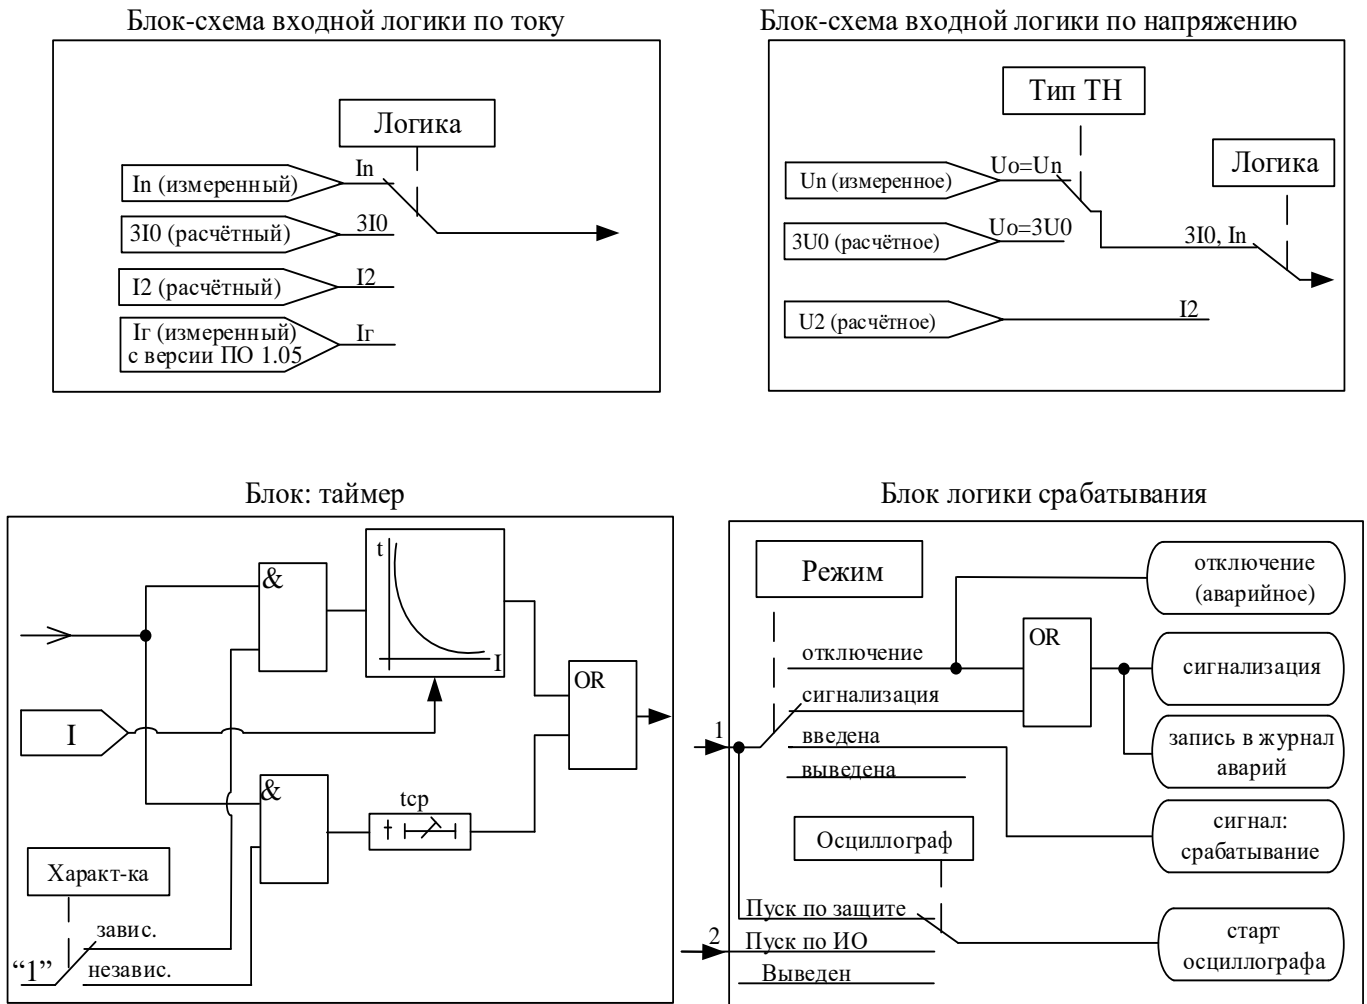 Блок-схема входной логики по току
Логика
In (измеренный)
In
3I0 (расчётный)
3I0
I2 (расчётный)
I2
Iг (измеренный)
с версии ПО 1.05
Iг
Блок-схема входной логики по напряжению
Тип ТН
Логика
Un (измеренное)
Uo=Un
3U0 (расчётное)
Uo=3U0
3I0, In
U2 (расчётное)
I2
Блок: таймер
&
t
I
OR
I
&
tср
Характ-ка
завис.
“1”
независ.
Блок логики срабатывания
Режим
отключение
(аварийное)
отключение
OR
сигнализация
сигнализация
1
введена
запись в журнал
аварий
выведена
Осциллограф
сигнал:
срабатывание
Пуск по защите
2
Пуск по ИО
старт
осциллографа
Выведен